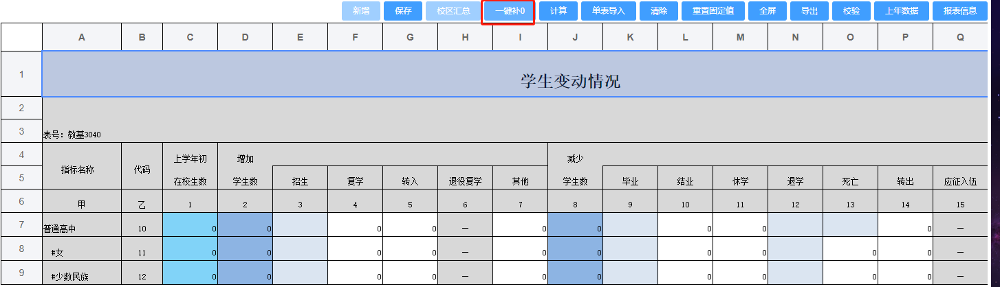 新增 保存 校区汇总 一键补0 计算 单表导入 清除 重置固定值 全屏 导出 校验 上年数据 报表信息
A B C D E F G H I J K L M N O P Q
1 学生变动情况
2
3 表号：教基3040
4 指标名称 代码 上学年初 增加 减少
5 在校生数 学生数 招生 复学 转入 退役复学 其他 学生数 毕业 结业 休学 退学 死亡 转出 应征入伍
6 甲 乙 1 2 3 4 5 6 7 8 9 10 11 12 13 14 15
7 普通高中 10 0 0 0 0 — 0 0 0 0 0 —
8 #女 11 0 0 0 0 — 0 0 0 0 0 0 —
9 #少数民族 12 0 0 0 0 — 0 0 0 0 0 0 —